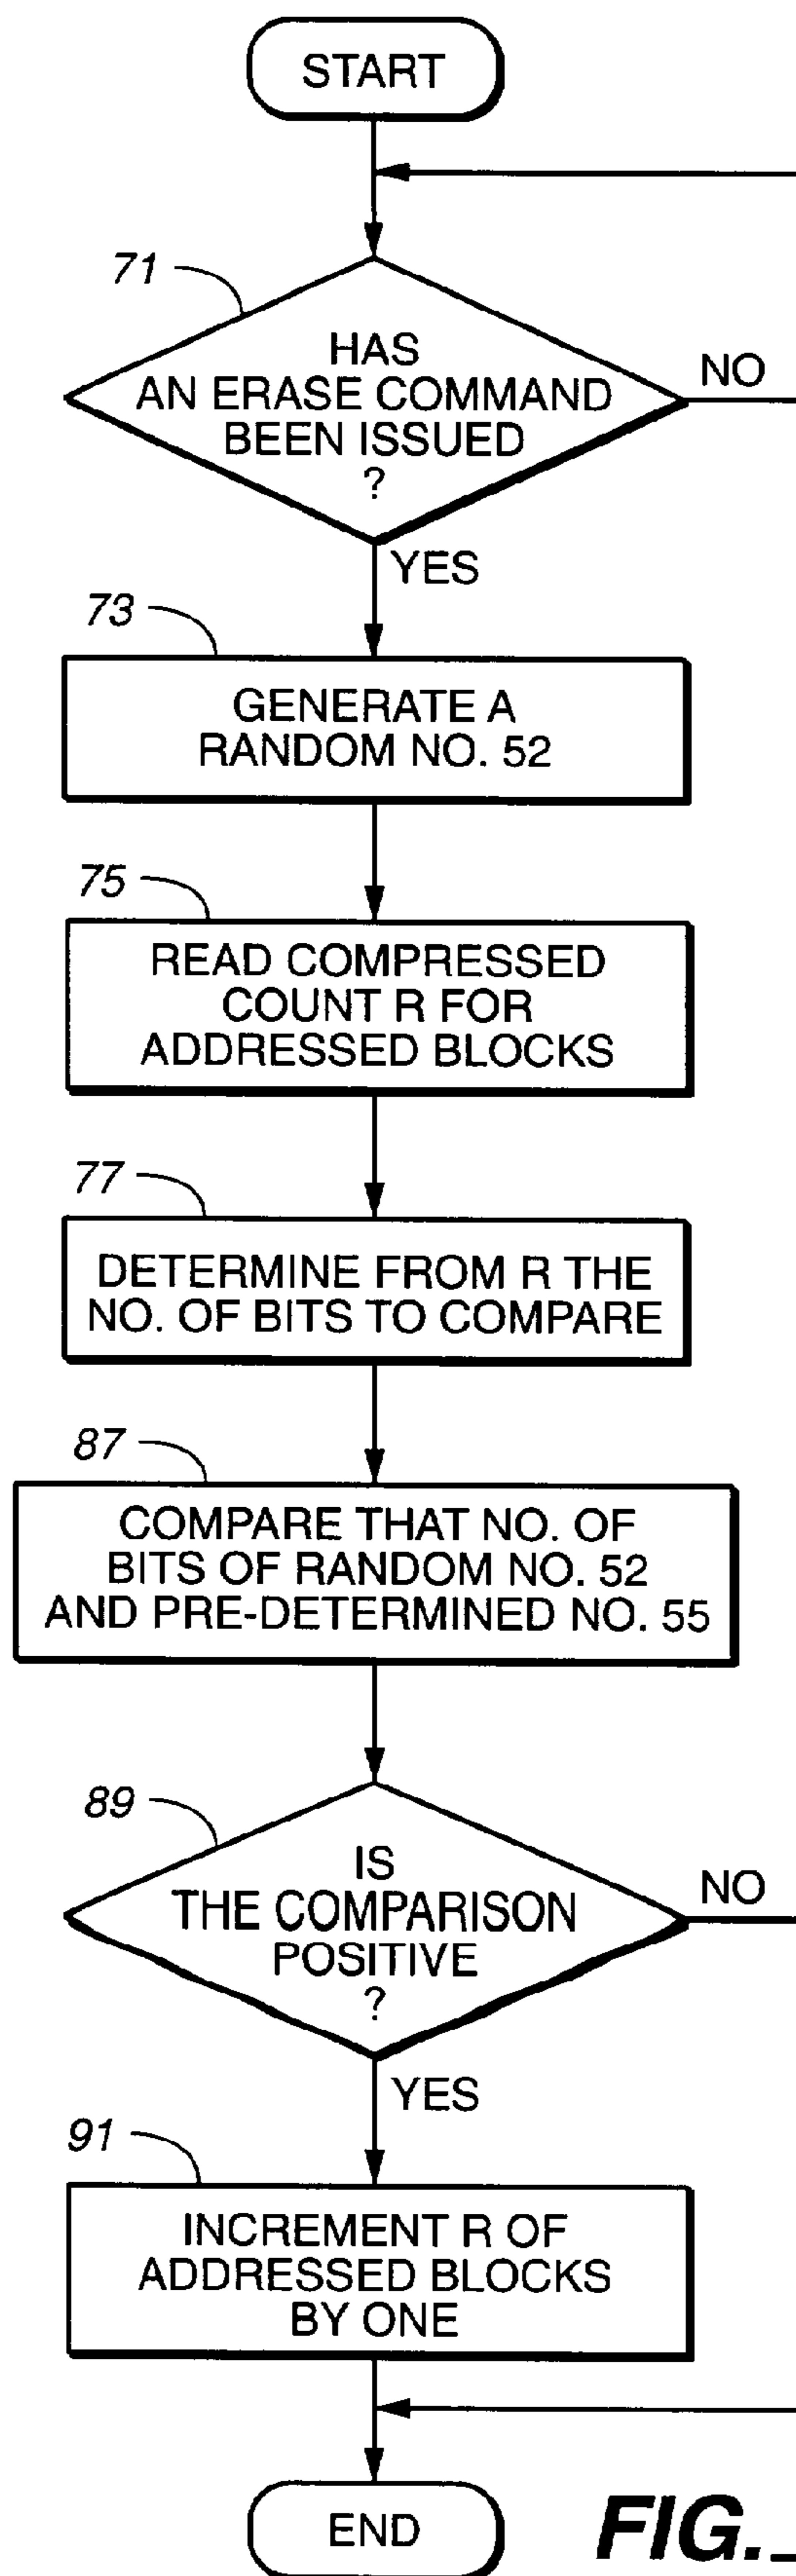 START
71
HAS
AN ERASE COMMAND
BEEN ISSUED
?
NO
YES
73
GENERATE A
RANDOM NO. 52
75
READ COMPRESSED
COUNT R FOR
ADDRESSED BLOCKS
77
DETERMINE FROM R THE
NO. OF BITS TO COMPARE
87
COMPARE THAT NO. OF
BITS OF RANDOM NO. 52
AND PRE-DETERMINED NO. 55
89
IS
THE COMPARISON
POSITIVE
?
NO
YES
91
INCREMENT R OF
ADDRESSED BLOCKS
BY ONE
END
FIG._